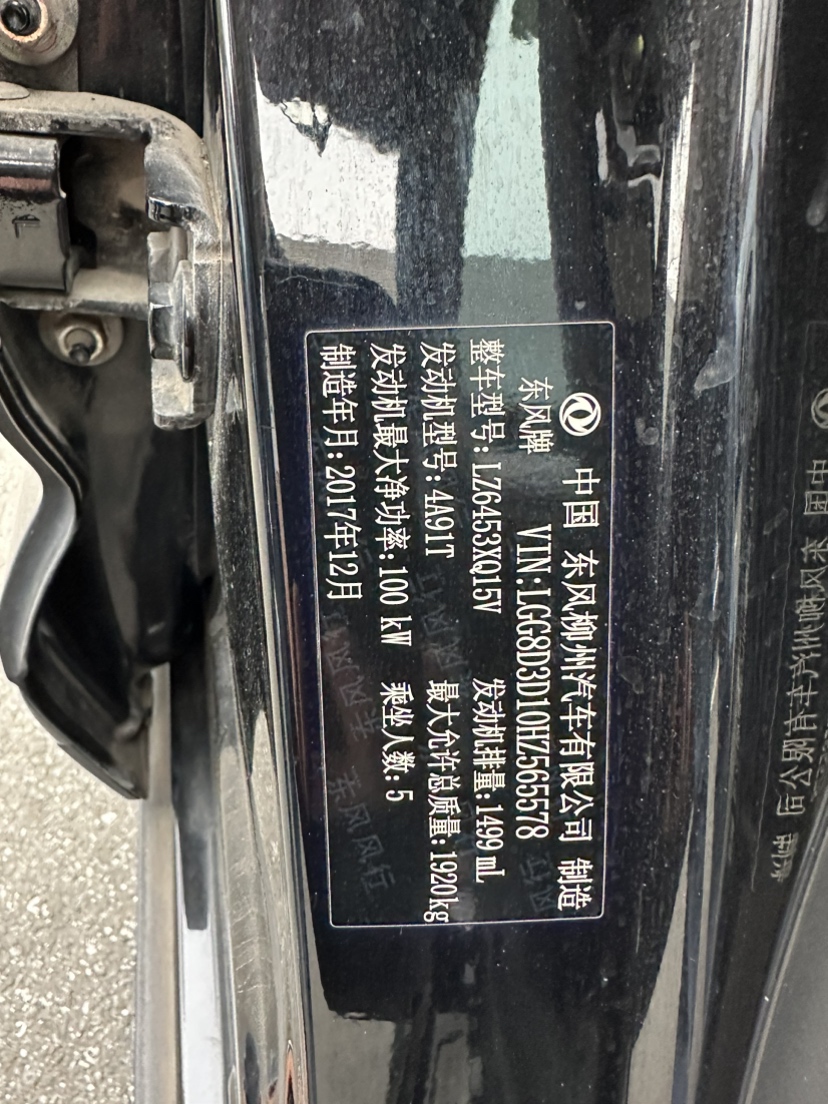 中国 东风柳州汽车有限公司 制造
东风牌 VIN:LGG8D3D10HZ565578
整车型号:LZ6453XQ15V 发动机排量:1499 mL
发动机型号:4A91T 最大允许总质量:1920kg
发动机最大净功率:100 kW 乘坐人数:5
制造年月:2017年12月